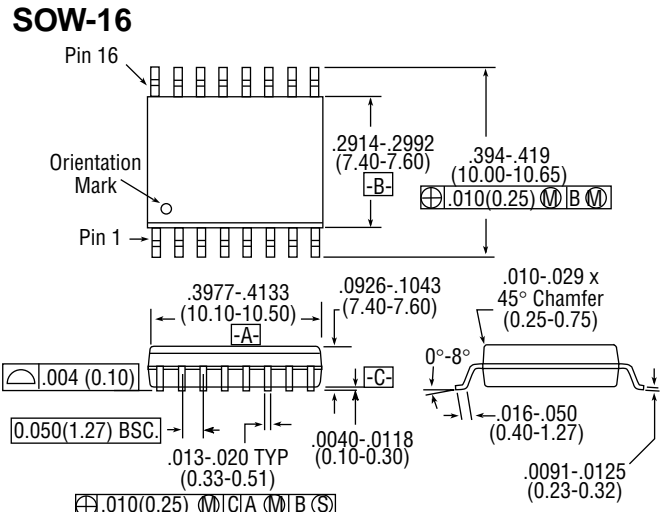 SOW-16
Pin 16
Orientation
Mark
Pin 1
.2914-.2992
(7.40-7.60)
-B-
.394-.419
(10.00-10.65)
.010(0.25) Ⓜ B Ⓜ
.3977-.4133
(10.10-10.50)
-A-
.0926-.1043
(7.40-7.60)
.010-.029 x
45° Chamfer
(0.25-0.75)
0°-8°
.004 (0.10)
-C-
0.050(1.27) BSC.
.013-.020 TYP
(0.33-0.51)
.0040-.0118
(0.10-0.30)
.016-.050
(0.40-1.27)
.0091-.0125
(0.23-0.32)
.010(0.25) Ⓜ C A Ⓜ B Ⓢ